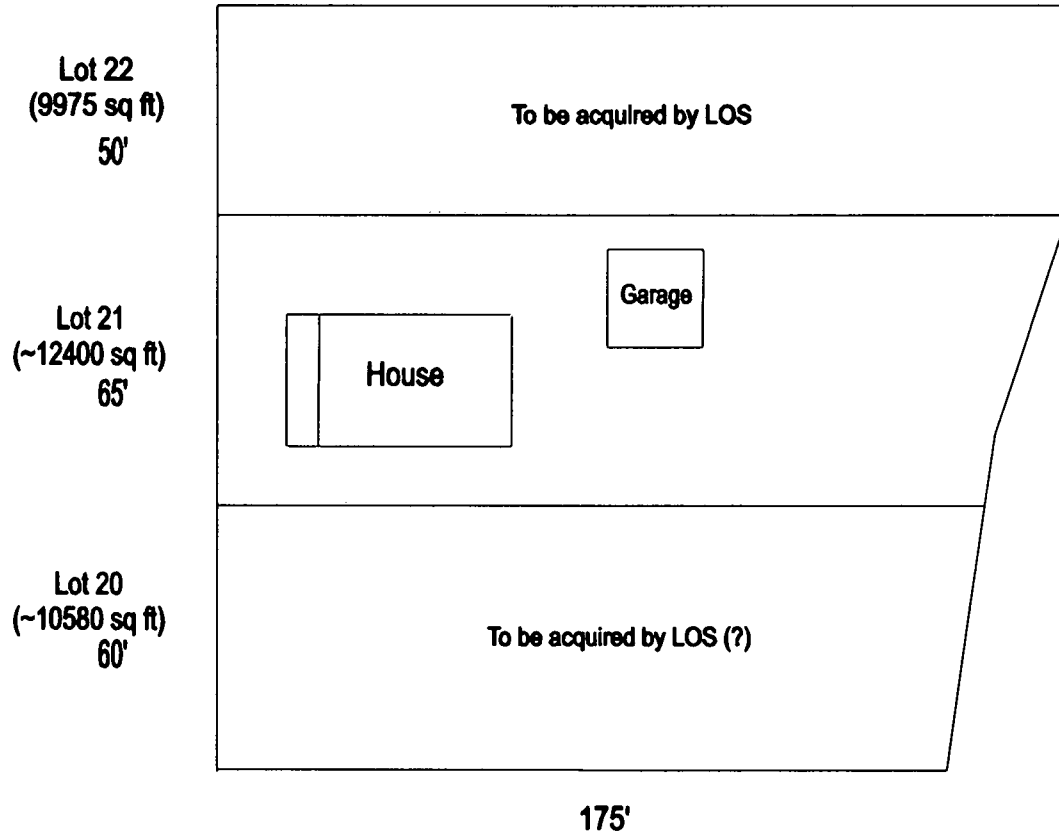 Lot 22
(9975 sq ft)
50'
To be acquired by LOS
Lot 21
(~12400 sq ft)
65'
Garage
House
Lot 20
(~10580 sq ft)
60'
To be acquired by LOS (?)
175'